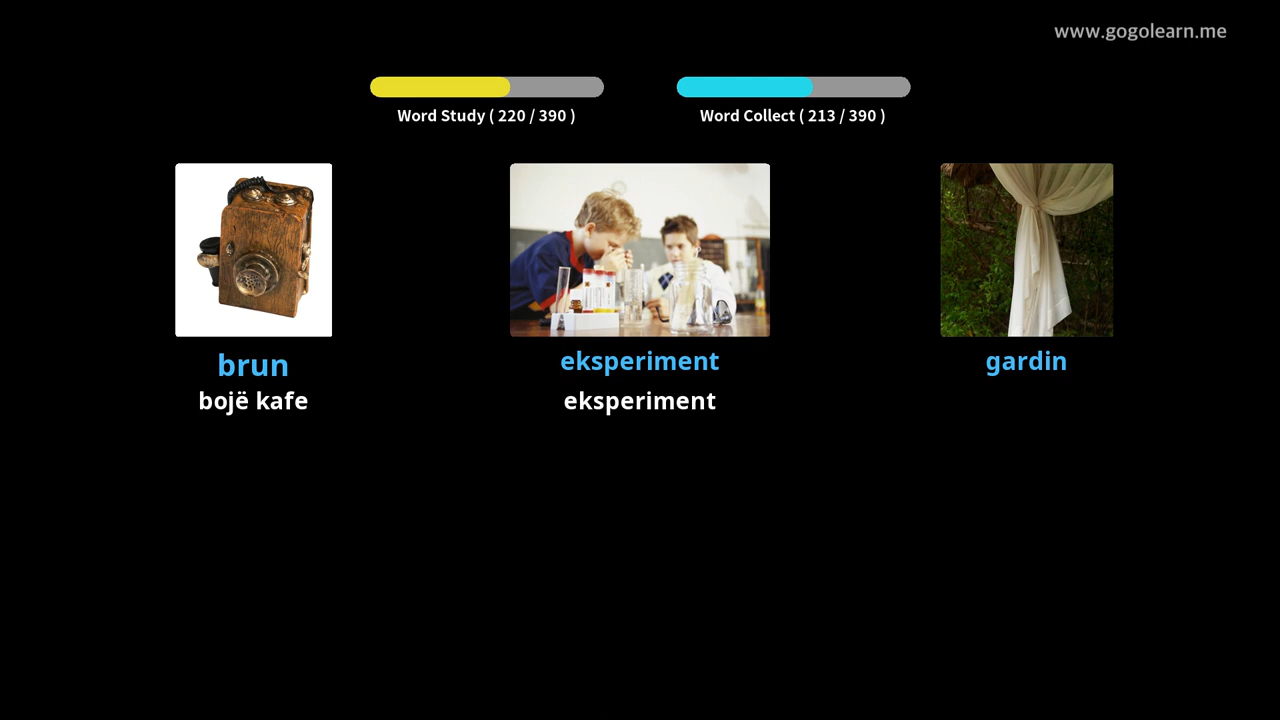 www.gogolearn.me
Word Study ( 220 / 390 )
Word Collect ( 213 / 390 )
brun
bojë kafe
eksperiment
eksperiment
gardin